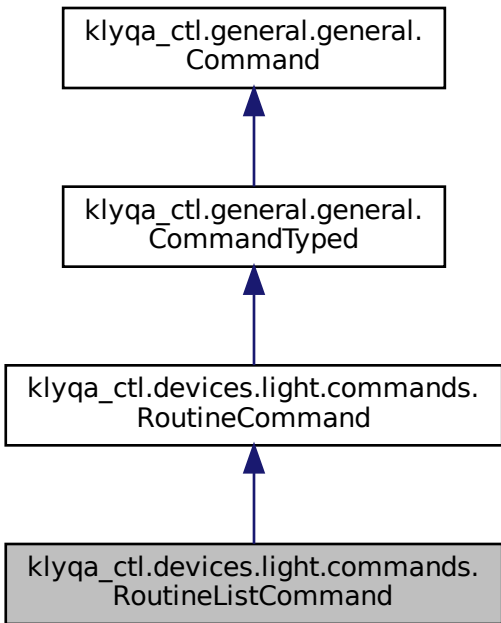 klyqa_ctl.general.general.
Command
klyqa_ctl.general.general.
CommandTyped
klyqa_ctl.devices.light.commands.
RoutineCommand
klyqa_ctl.devices.light.commands.
RoutineListCommand